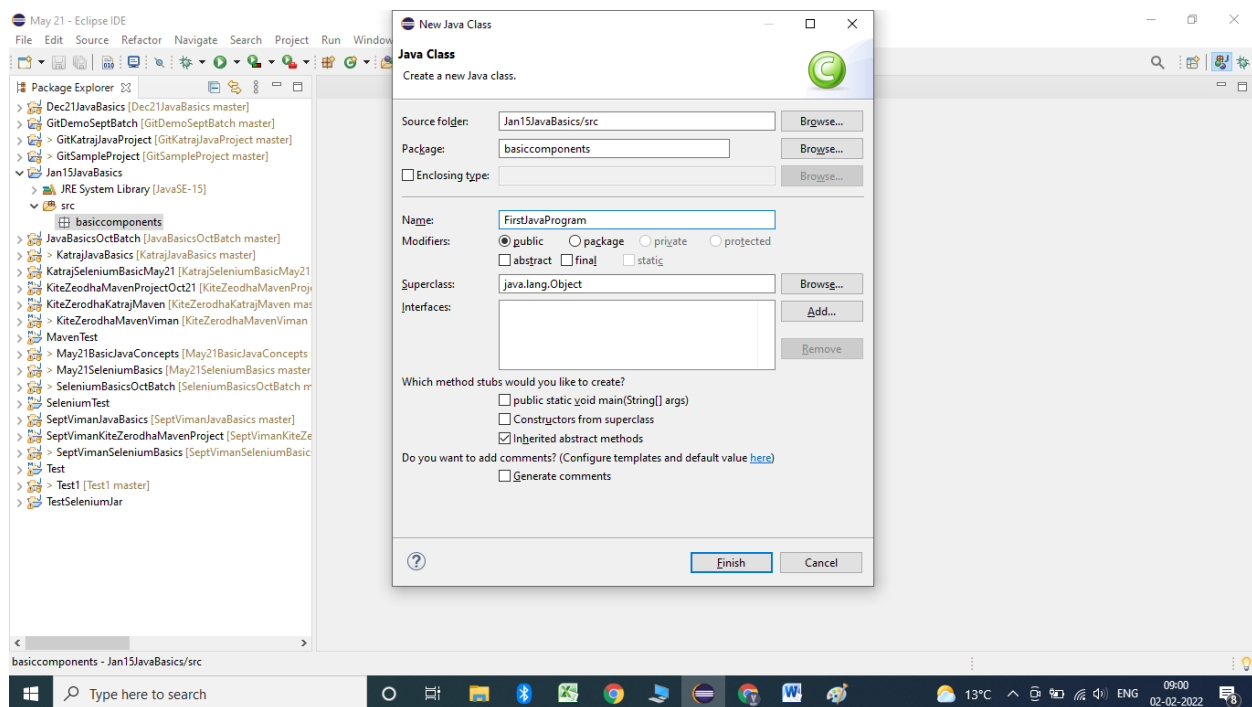 May 21 - Eclipse IDE
File Edit Source Refactor Navigate Search Project Run Window
Package Explorer
Dec21JavaBasics [Dec21JavaBasics master]
GitDemoSeptBatch [GitDemoSeptBatch master]
> GitKatrajJavaProject [GitKatrajJavaProject master]
> GitSampleProject [GitSampleProject master]
Jan15JavaBasics
JRE System Library [JavaSE-15]
src
basiccomponents
JavaBasicsOctBatch [JavaBasicsOctBatch master]
> KatrajJavaBasics [KatrajJavaBasics master]
KatrajSeleniumBasicMay21 [KatrajSeleniumBasicMay21
KiteZeodhaMavenProjectOct21 [KiteZeodhaMavenProj
KiteZerodhaKatrajMaven [KiteZerodhaKatrajMaven mas
> KiteZerodhaMavenViman [KiteZerodhaMavenViman
MavenTest
> May21BasicJavaConcepts [May21BasicJavaConcepts
> May21SeleniumBasics [May21SeleniumBasics master
> SeleniumBasicsOctBatch [SeleniumBasicsOctBatch m
SeleniumTest
SeptVimanJavaBasics [SeptVimanJavaBasics master]
SeptVimanKiteZerodhaMavenProject [SeptVimanKiteZe
> SeptVimanSeleniumBasics [SeptVimanSeleniumBasic
Test
> Test1 [Test1 master]
TestSeleniumJar
New Java Class
Java Class
Create a new Java class.
Source folder: Jan15JavaBasics/src Browse...
Package: basiccomponents Browse...
Enclosing type: Browse...
Name: FirstJavaProgram
Modifiers: public package private protected
abstract final static
Superclass: java.lang.Object Browse...
Interfaces: Add...
Remove
Which method stubs would you like to create?
public static void main(String[] args)
Constructors from superclass
Inherited abstract methods
Do you want to add comments? (Configure templates and default value here)
Generate comments
Finish Cancel
basiccomponents - Jan15JavaBasics/src
Type here to search
13°C ENG 09:00
02-02-2022
8